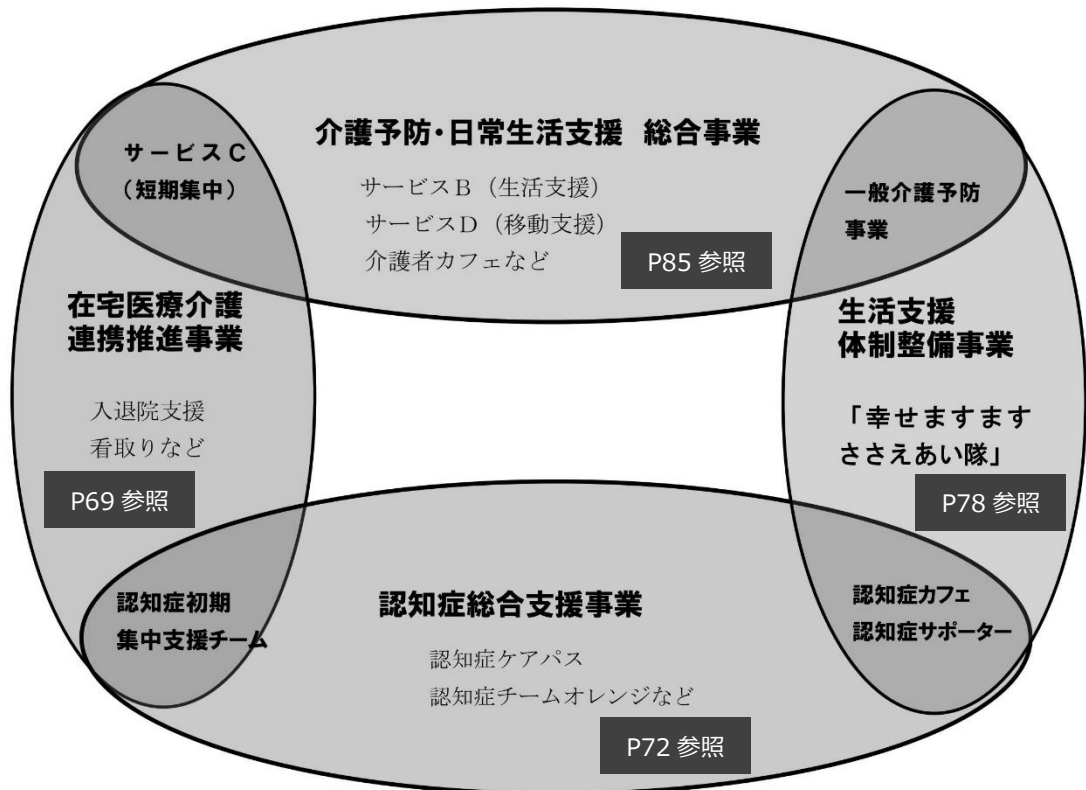 介護予防・日常生活支援 総合事業
サービスB（生活支援）
サービスD（移動支援）
介護者カフェなど
P85 参照
サービスC
（短期集中）
一般介護予防
事業
在宅医療介護
連携推進事業
入退院支援
看取りなど
P69 参照
生活支援
体制整備事業
「幸せますます
ささえあい隊」
P78 参照
認知症初期
集中支援チーム
認知症総合支援事業
認知症ケアパス
認知症チームオレンジなど
P72 参照
認知症カフェ
認知症サポーター